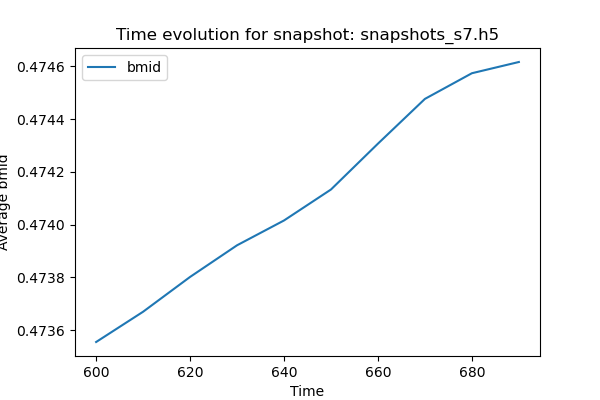 Time evolution for snapshot: snapshots_s7.h5
bmid
0.4746
0.4744
0.4742
0.4740
0.4738
0.4736
Average bmid
600 620 640 660 680
Time